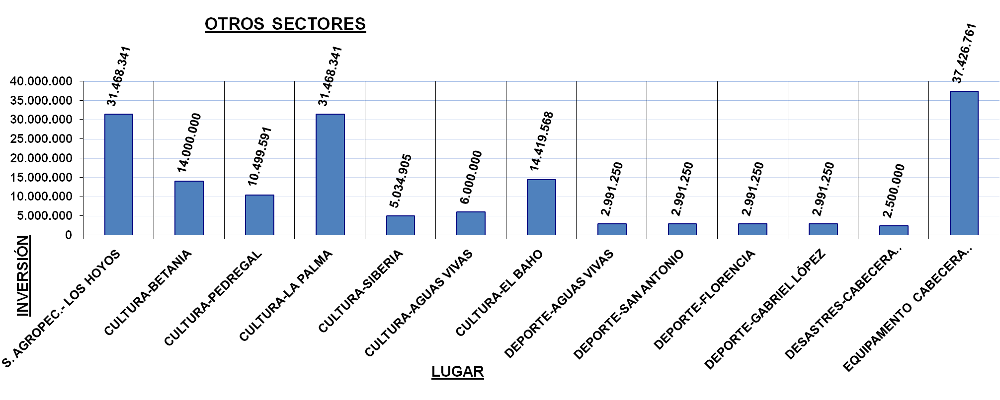 OTROS SECTORES
40.000.000
35.000.000
30.000.000
25.000.000
20.000.000
15.000.000
10.000.000
5.000.000
0
INVERSIÓN
31.468.341
14.000.000
10.499.591
31.468.341
5.034.905
6.000.000
14.419.568
2.991.250
2.991.250
2.991.250
2.991.250
2.500.000
37.426.761
S. AGROPEC.- LOS HOYOS
CULTURA-BETANIA
CULTURA-PEDREGAL
CULTURA-LA PALMA
CULTURA-SIBERIA
CULTURA-AGUAS VIVAS
CULTURA-EL BAHO
DEPORTE-AGUAS VIVAS
DEPORTE-SAN ANTONIO
DEPORTE-FLORENCIA
DEPORTE-GABRIEL LÓPEZ
DESASTRES-CABECERA..
EQUIPAMENTO CABECERA..
LUGAR